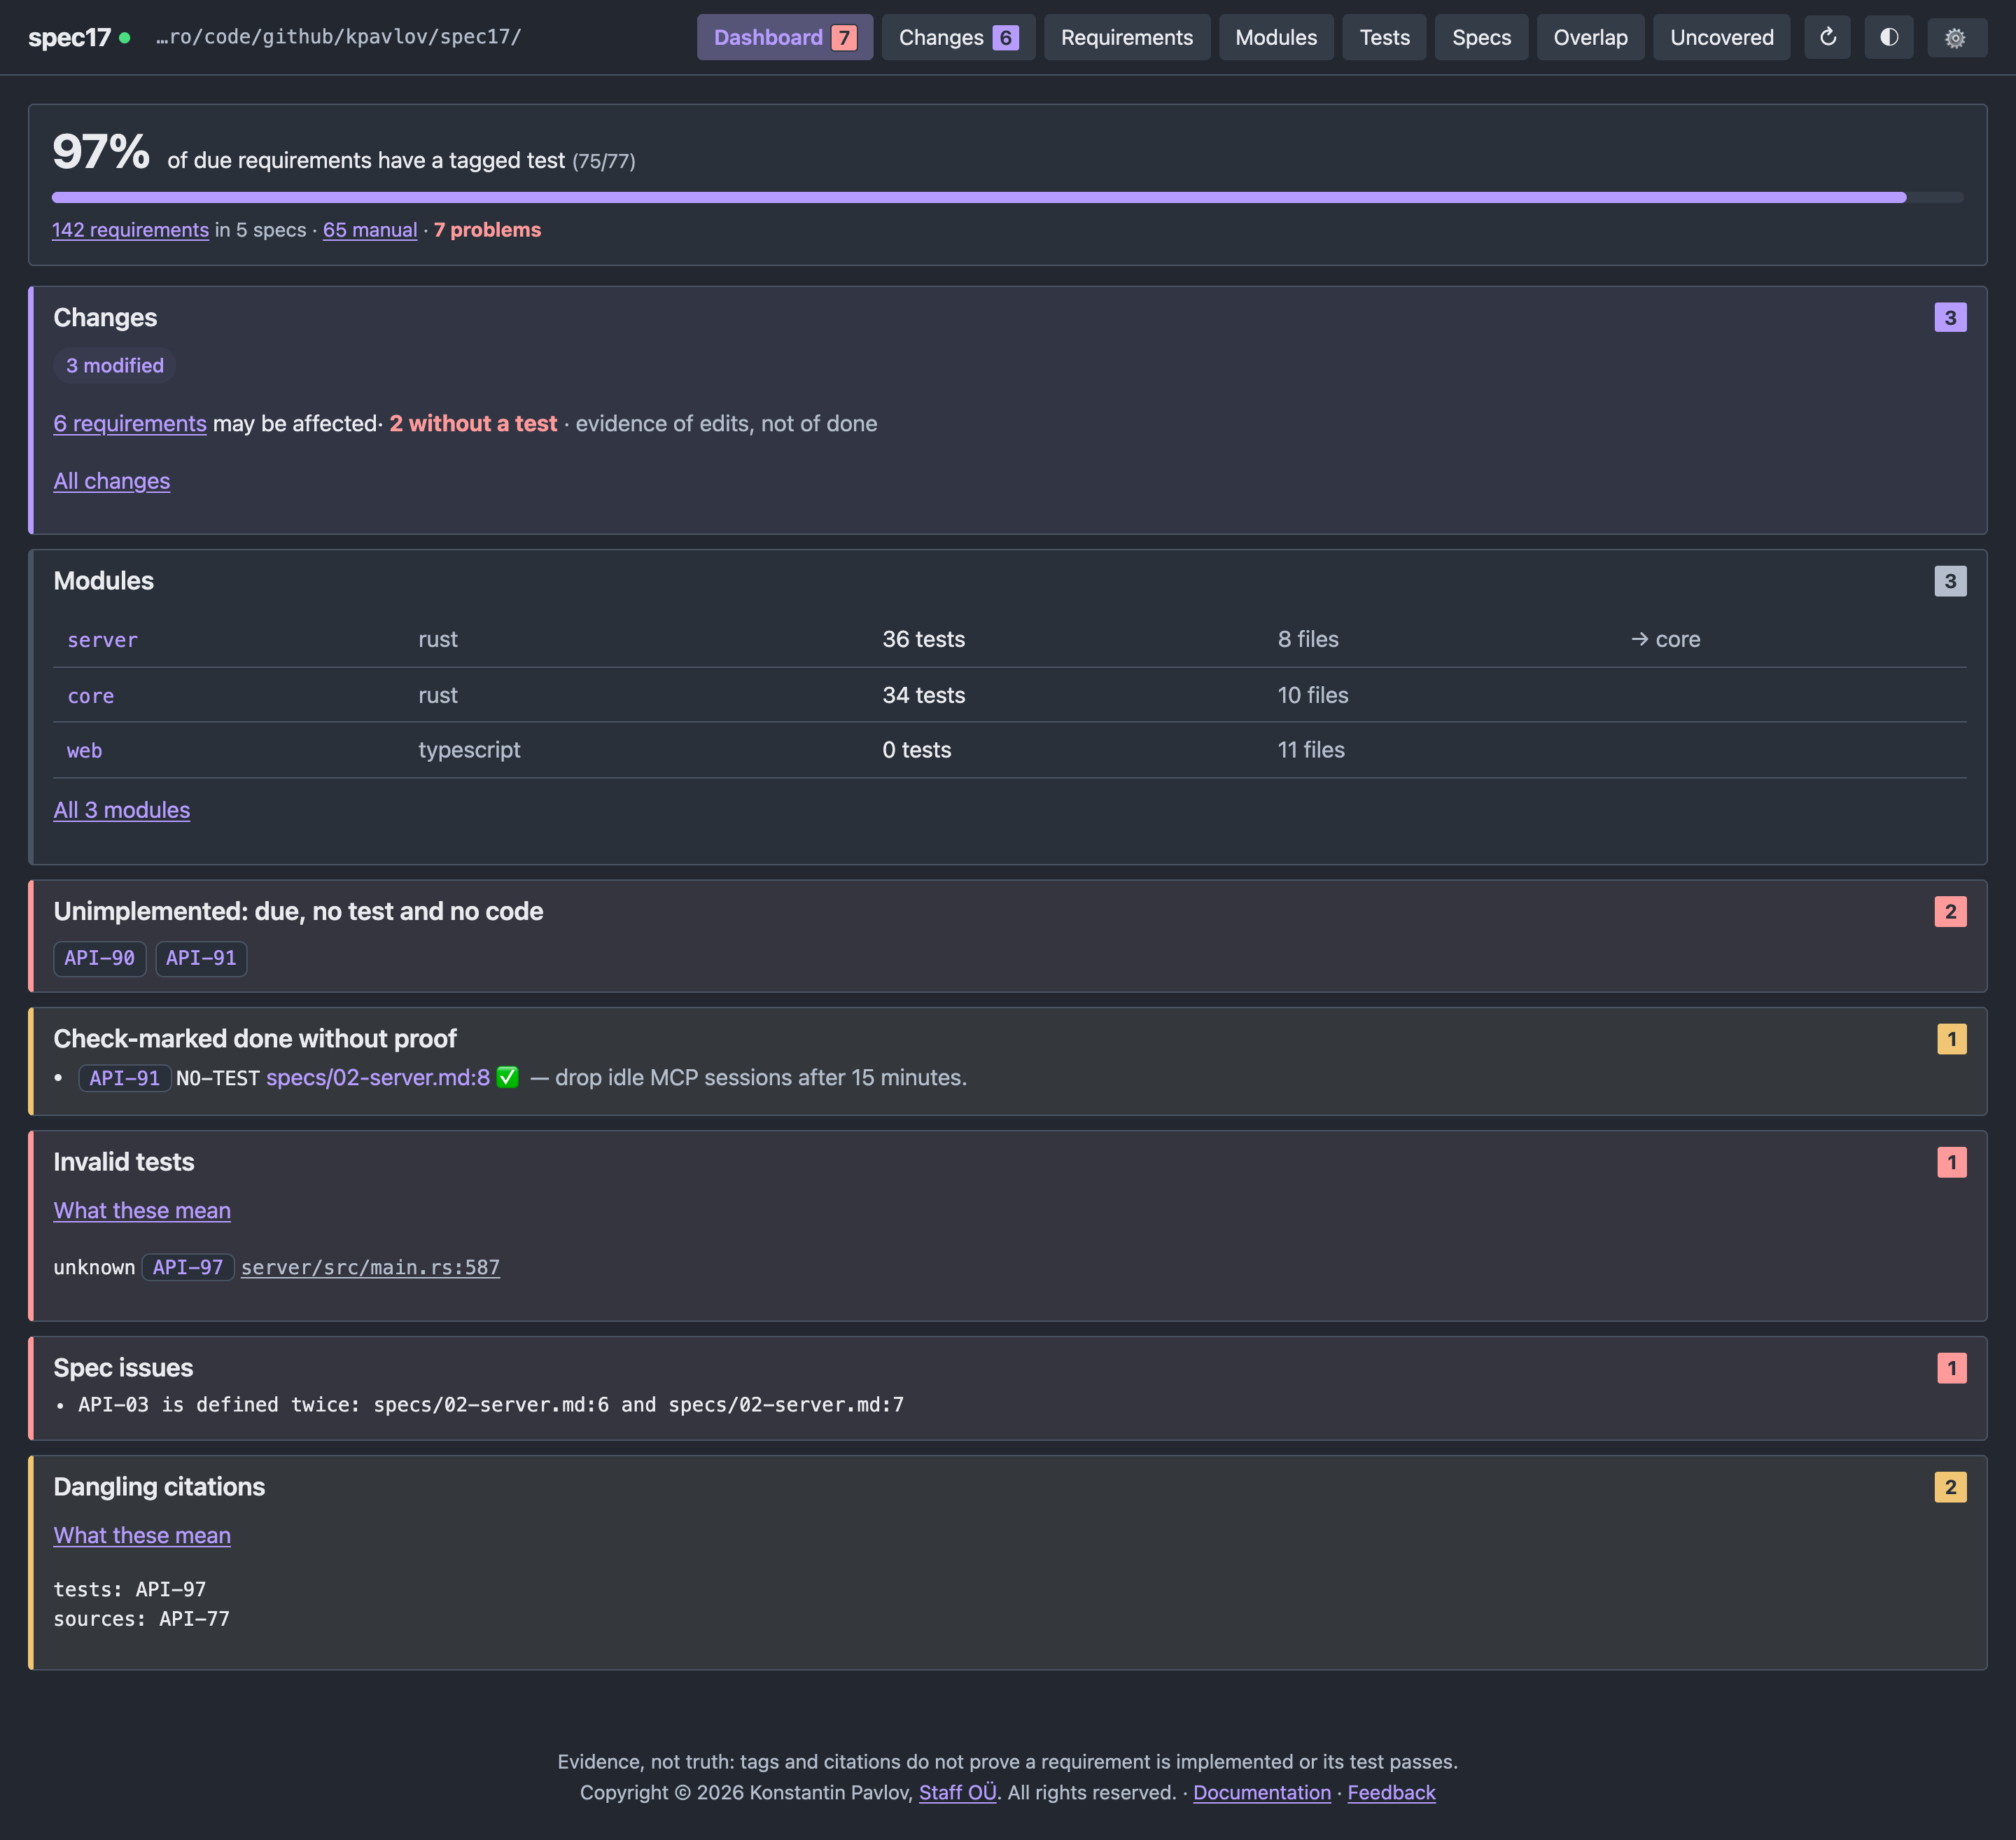 spec17 …ro/code/github/kpavlov/spec17/ Dashboard 7 Changes 6 Requirements Modules Tests Specs Overlap Uncovered
97% of due requirements have a tagged test (75/77)
142 requirements in 5 specs · 65 manual · 7 problems
Changes 3
3 modified
6 requirements may be affected· 2 without a test · evidence of edits, not of done
All changes
Modules 3
server rust 36 tests 8 files → core
core rust 34 tests 10 files
web typescript 0 tests 11 files
All 3 modules
Unimplemented: due, no test and no code 2
API-90 API-91
Check-marked done without proof 1
• API-91 NO-TEST specs/02-server.md:8 ✅ — drop idle MCP sessions after 15 minutes.
Invalid tests 1
What these mean
unknown API-97 server/src/main.rs:587
Spec issues 1
• API-03 is defined twice: specs/02-server.md:6 and specs/02-server.md:7
Dangling citations 2
What these mean
tests: API-97
sources: API-77
Evidence, not truth: tags and citations do not prove a requirement is implemented or its test passes.
Copyright © 2026 Konstantin Pavlov, Staff OÜ. All rights reserved. · Documentation · Feedback